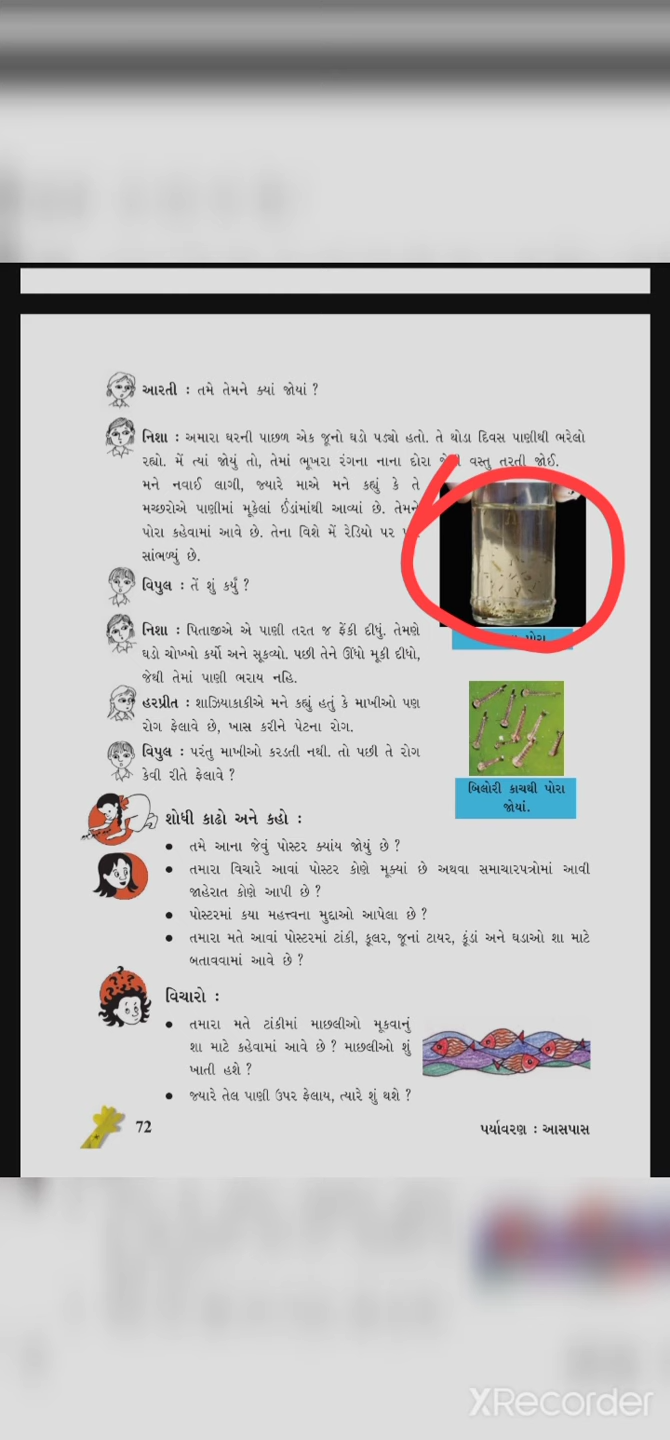 આરતી : તમે તેમને ક્યાં જોયાં ?
નિશા : અમારા ઘરની પાછળ એક જૂનો ઘડો પડ્યો હતો. તે થોડા દિવસ પાણીથી ભરેલો
રહ્યો. મેં ત્યાં જોયું તો, તેમાં ભૂખરા રંગના નાના દોરા વસ્તુ તરતી જોઈ.
મને નવાઈ લાગી, જ્યારે માએ મને કહ્યું કે તે
મચ્છરોએ પાણીમાં મૂકેલાં ઈંડાંમાંથી આવ્યાં છે. તેમને
પોરા કહેવામાં આવે છે. તેના વિશે મેં રેડિયો પર
સાંભળ્યું છે.
વિપુલ : તેં શું કર્યું ?
નિશા : પિતાજીએ એ પાણી તરત જ ફેંકી દીધું. તેમણે
ઘડો ચોખ્ખો કર્યો અને સૂકવ્યો. પછી તેને ઊંધો મૂકી દીધો,
જેથી તેમાં પાણી ભરાય નહિ.
હરપ્રીત : શાઝિયાકાકીએ મને કહ્યું હતું કે માખીઓ પણ
રોગ ફેલાવે છે, ખાસ કરીને પેટના રોગ.
વિપુલ : પરંતુ માખીઓ કરડતી નથી. તો પછી તે રોગ
કેવી રીતે ફેલાવે ?
બિલોરી કાચથી પોરા
જોયાં.
શોધી કાઢો અને કહો :
• તમે આના જેવું પોસ્ટર ક્યાંય જોયું છે ?
• તમારા વિચારે આવાં પોસ્ટર કોણે મૂક્યાં છે અથવા સમાચારપત્રોમાં આવી
જાહેરાત કોણે આપી છે ?
• પોસ્ટરમાં કયા મહત્ત્વના મુદ્દાઓ આપેલા છે ?
• તમારા મતે આવાં પોસ્ટરમાં ટાંકી, કૂલર, જૂનાં ટાયર, કૂંડાં અને ઘડાઓ શા માટે
બતાવવામાં આવે છે ?
વિચારો :
• તમારા મતે ટાંકીમાં માછલીઓ મૂકવાનું
શા માટે કહેવામાં આવે છે ? માછલીઓ શું
ખાતી હશે ?
• જ્યારે તેલ પાણી ઉપર ફેલાય, ત્યારે શું થશે ?
72
પર્યાવરણ : આસપાસ
XRecorder